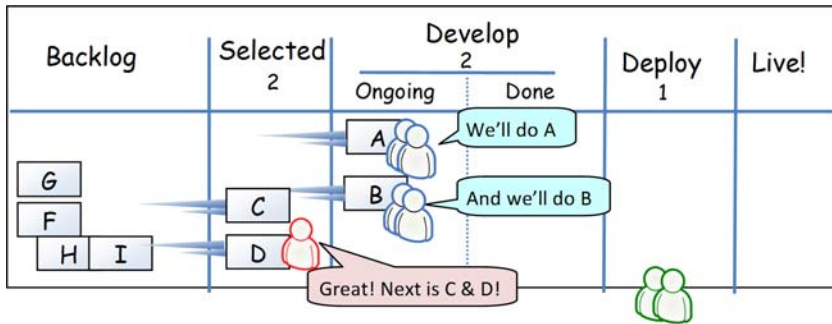 Backlog
Selected
2
Develop
2
Ongoing
Done
Deploy
1
Live!
A
We'll do A
G
B
And we'll do B
C
F
H
I
D
Great! Next is C & D!